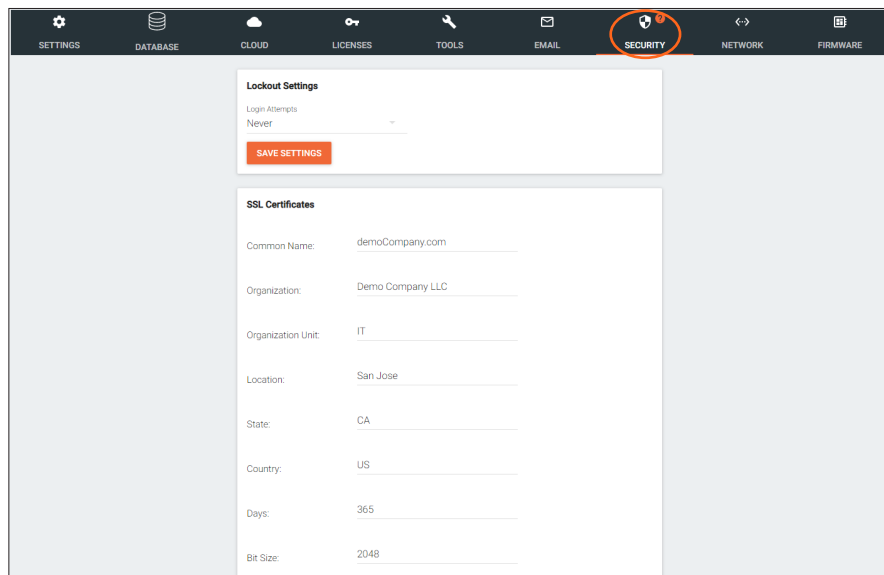 ?
SETTINGS DATABASE CLOUD LICENSES TOOLS EMAIL SECURITY NETWORK FIRMWARE
Lockout Settings
Login Attempts
Never
SAVE SETTINGS
SSL Certificates
Common Name: demoCompany.com
Organization: Demo Company LLC
Organization Unit: IT
Location: San Jose
State: CA
Country: US
Days: 365
Bit Size: 2048